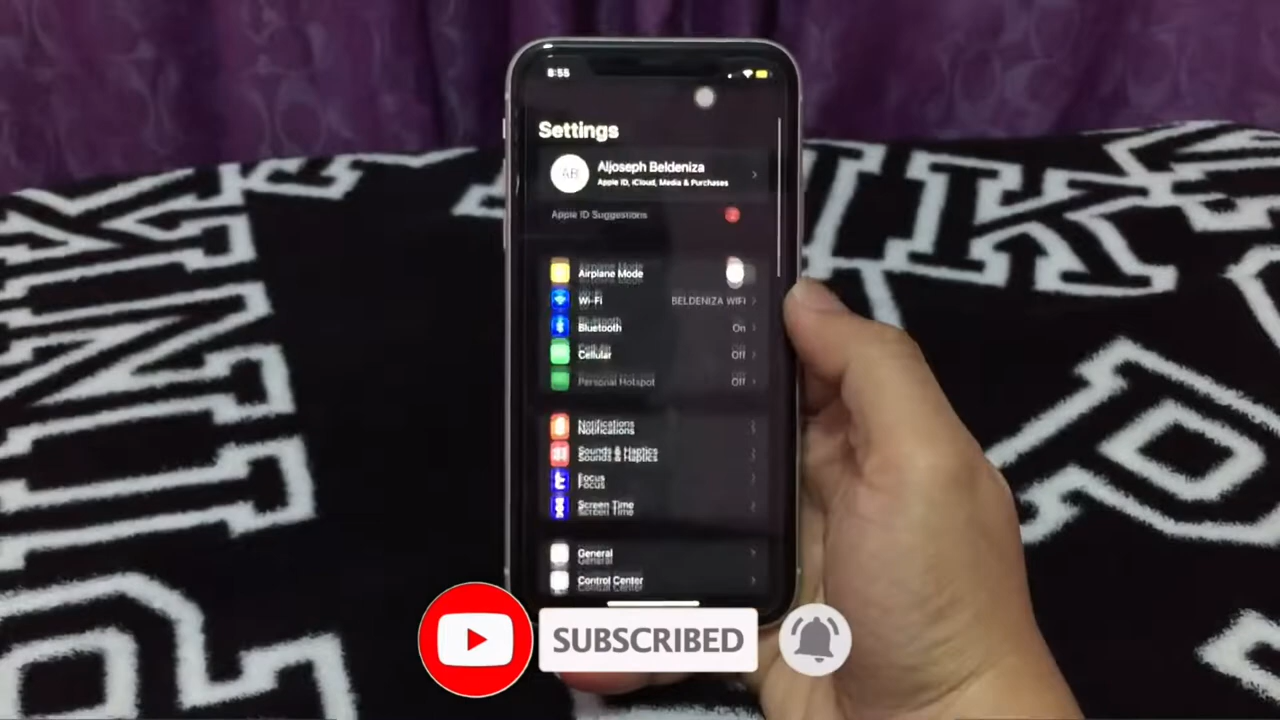 8:55
Settings
AB
Aljoseph Beldeniza
Apple ID, iCloud, Media & Purchases
Apple ID Suggestions
Airplane Mode
Wi-Fi BELDENIZA WIFI
Bluetooth On
Cellular Off
Personal Hotspot Off
Notifications
Sounds & Haptics
Focus
Screen Time
General
Control Center
SUBSCRIBED